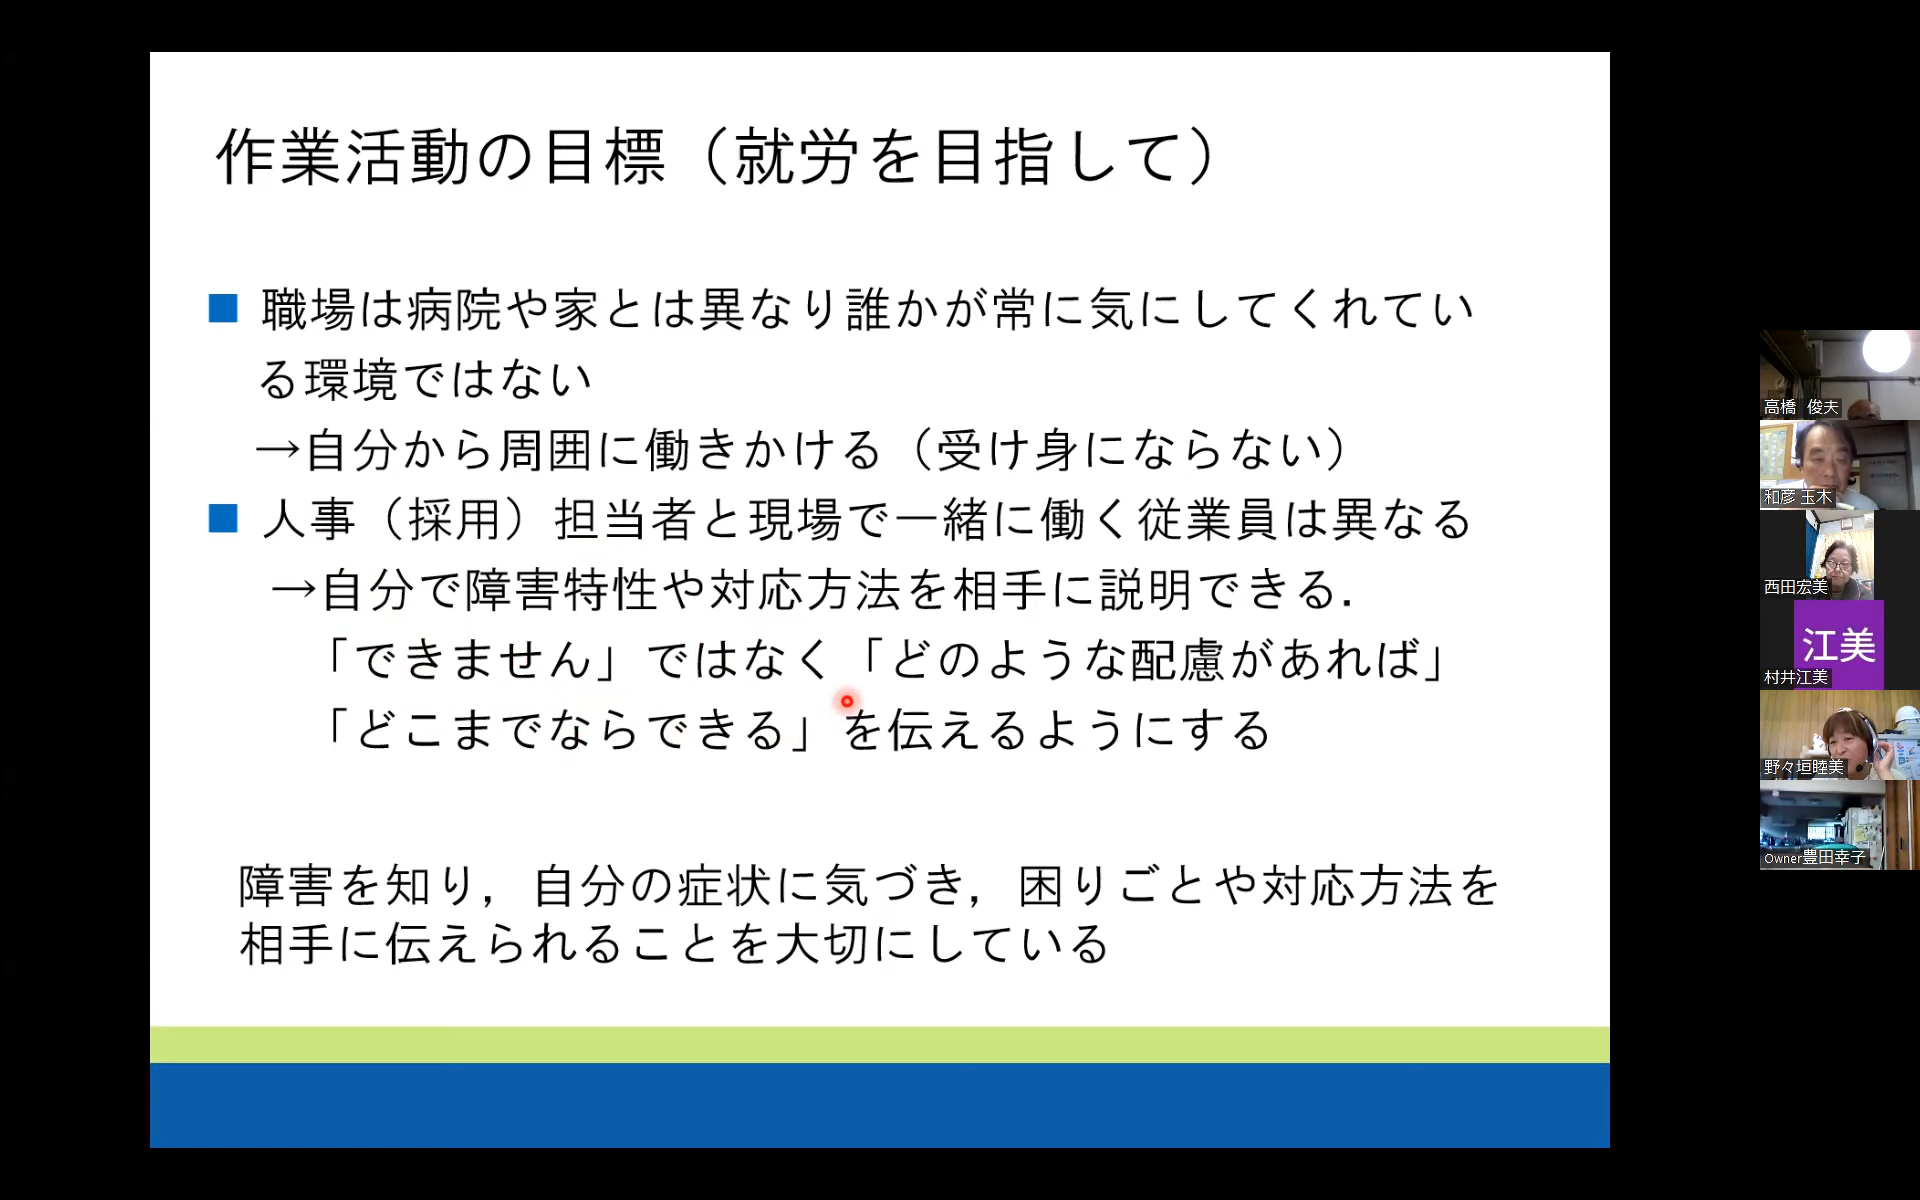 作業活動の目標（就労を目指して）
■ 職場は病院や家とは異なり誰かが常に気にしてくれてい
る環境ではない
→自分から周囲に働きかける（受け身にならない）
■ 人事（採用）担当者と現場で一緒に働く従業員は異なる
→自分で障害特性や対応方法を相手に説明できる．
「できません」ではなく「どのような配慮があれば」
「どこまでならできる」を伝えるようにする
障害を知り，自分の症状に気づき，困りごとや対応方法を
相手に伝えられることを大切にしている
高橋 俊夫
和彦 玉木
西田宏美
江美
村井江美
野々垣睦美
Owner豊田幸子